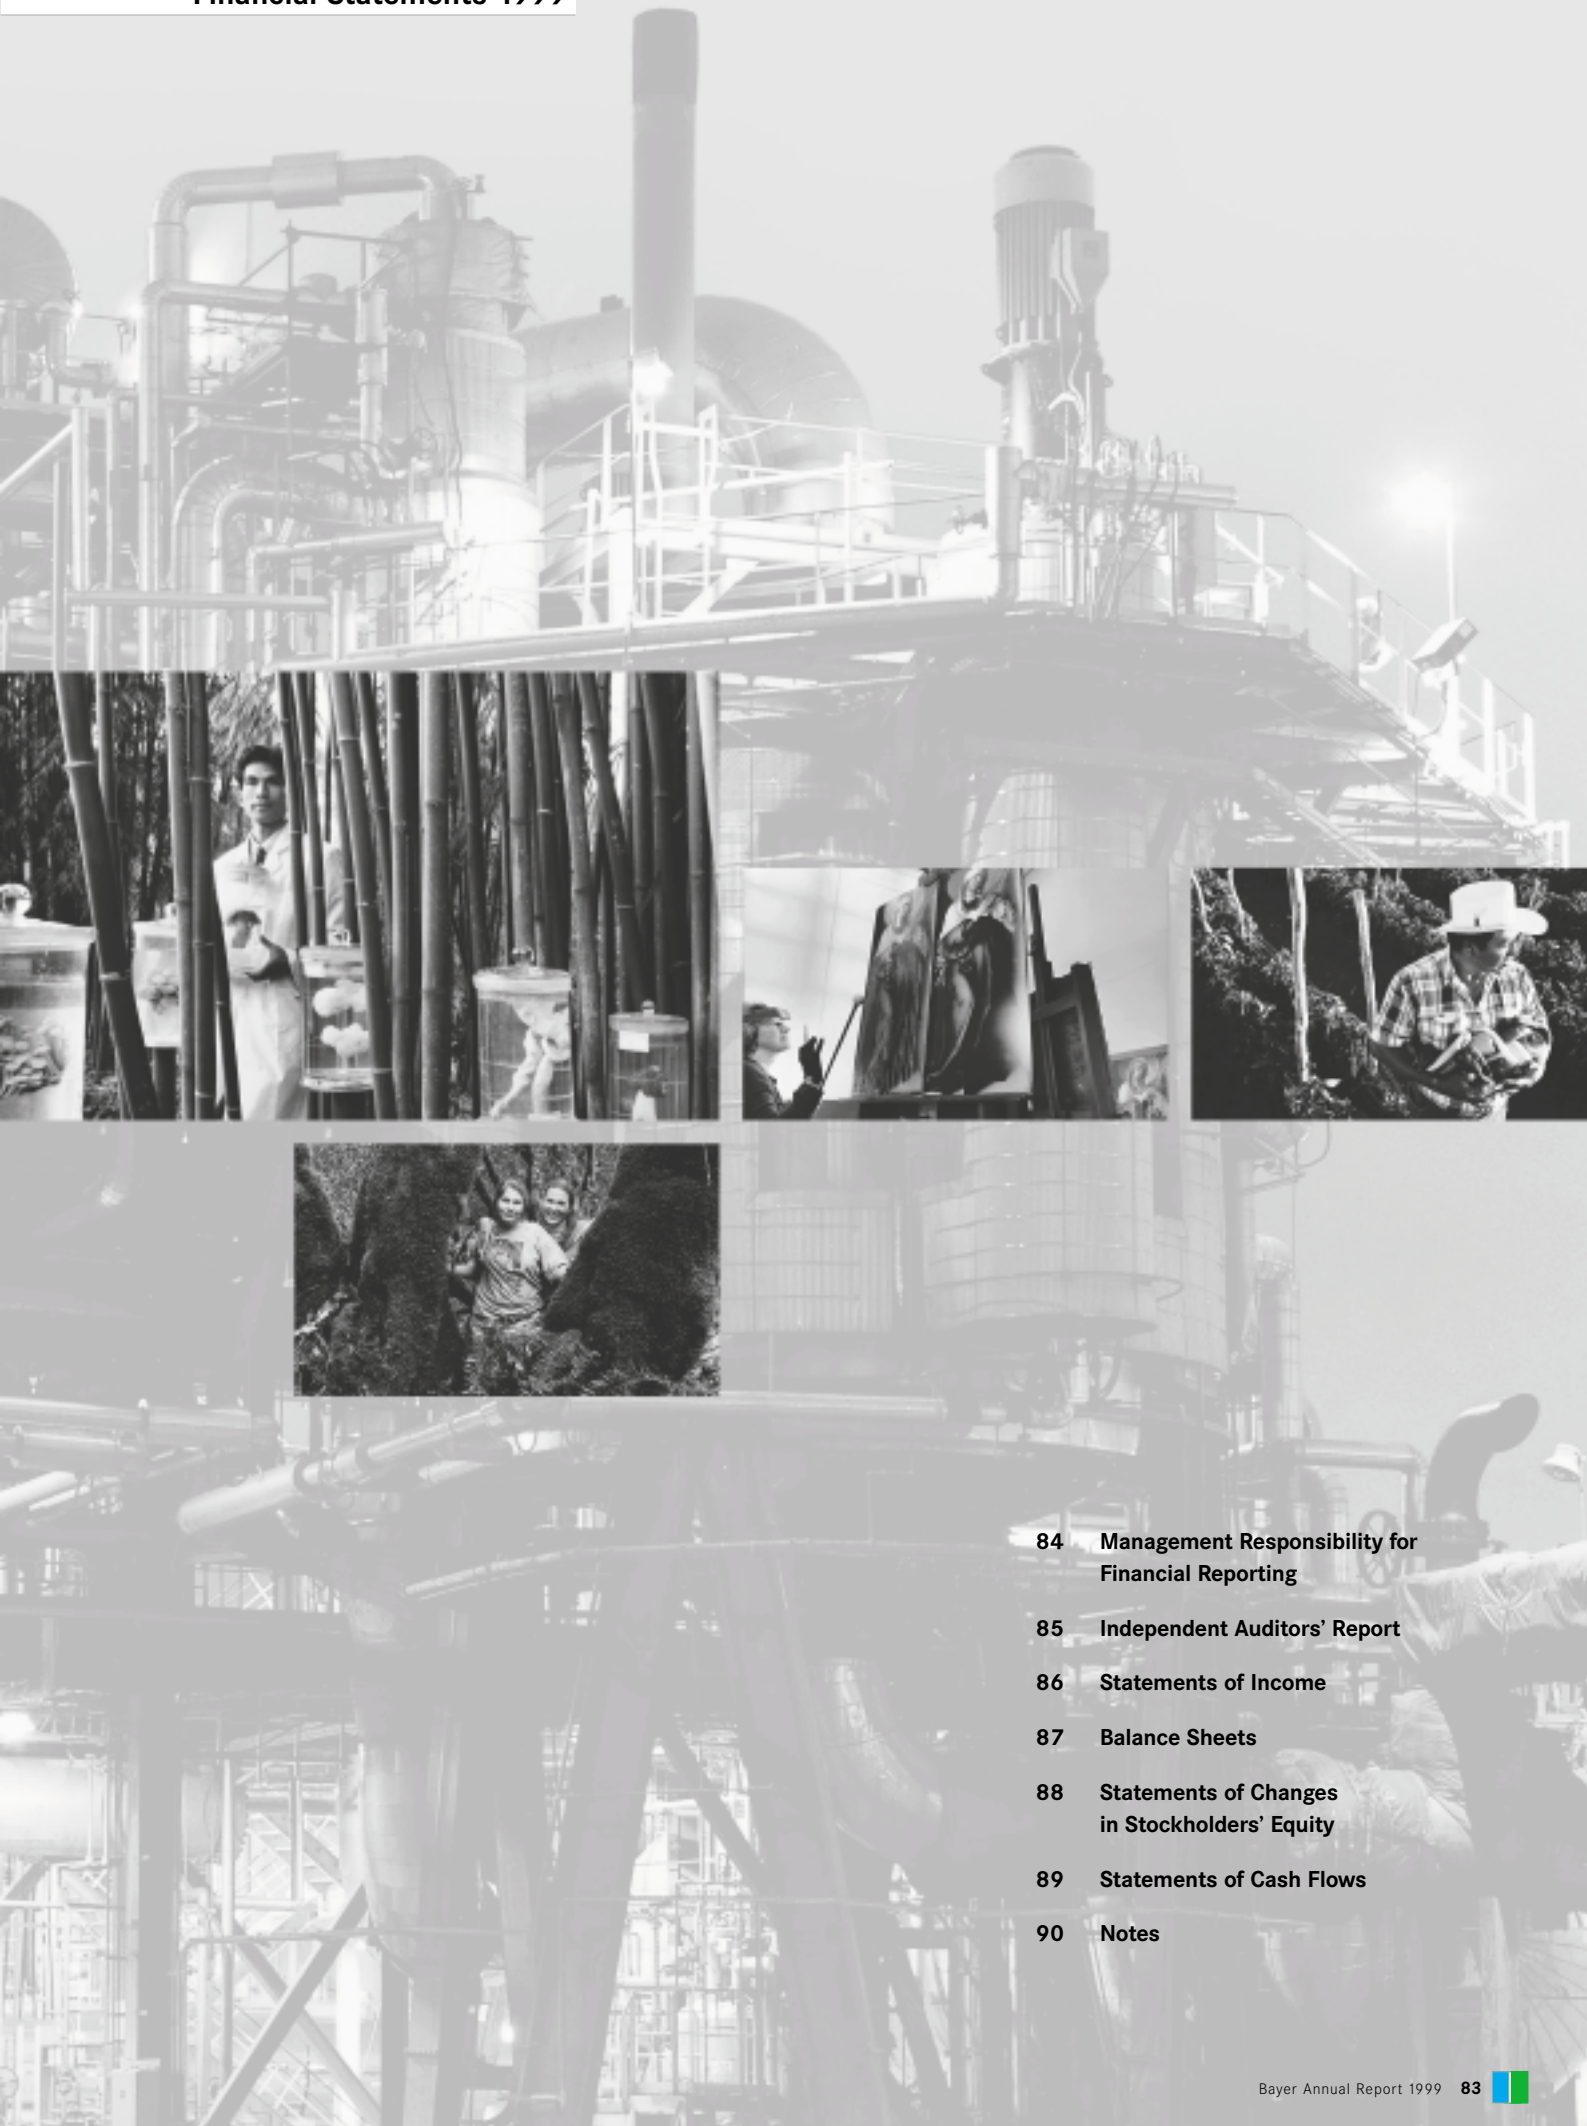 Financial Statements 1999
84 Management Responsibility for
Financial Reporting
85 Independent Auditors’ Report
86 Statements of Income
87 Balance Sheets
88 Statements of Changes
in Stockholders’ Equity
89 Statements of Cash Flows
90 Notes
Bayer Annual Report 1999 83